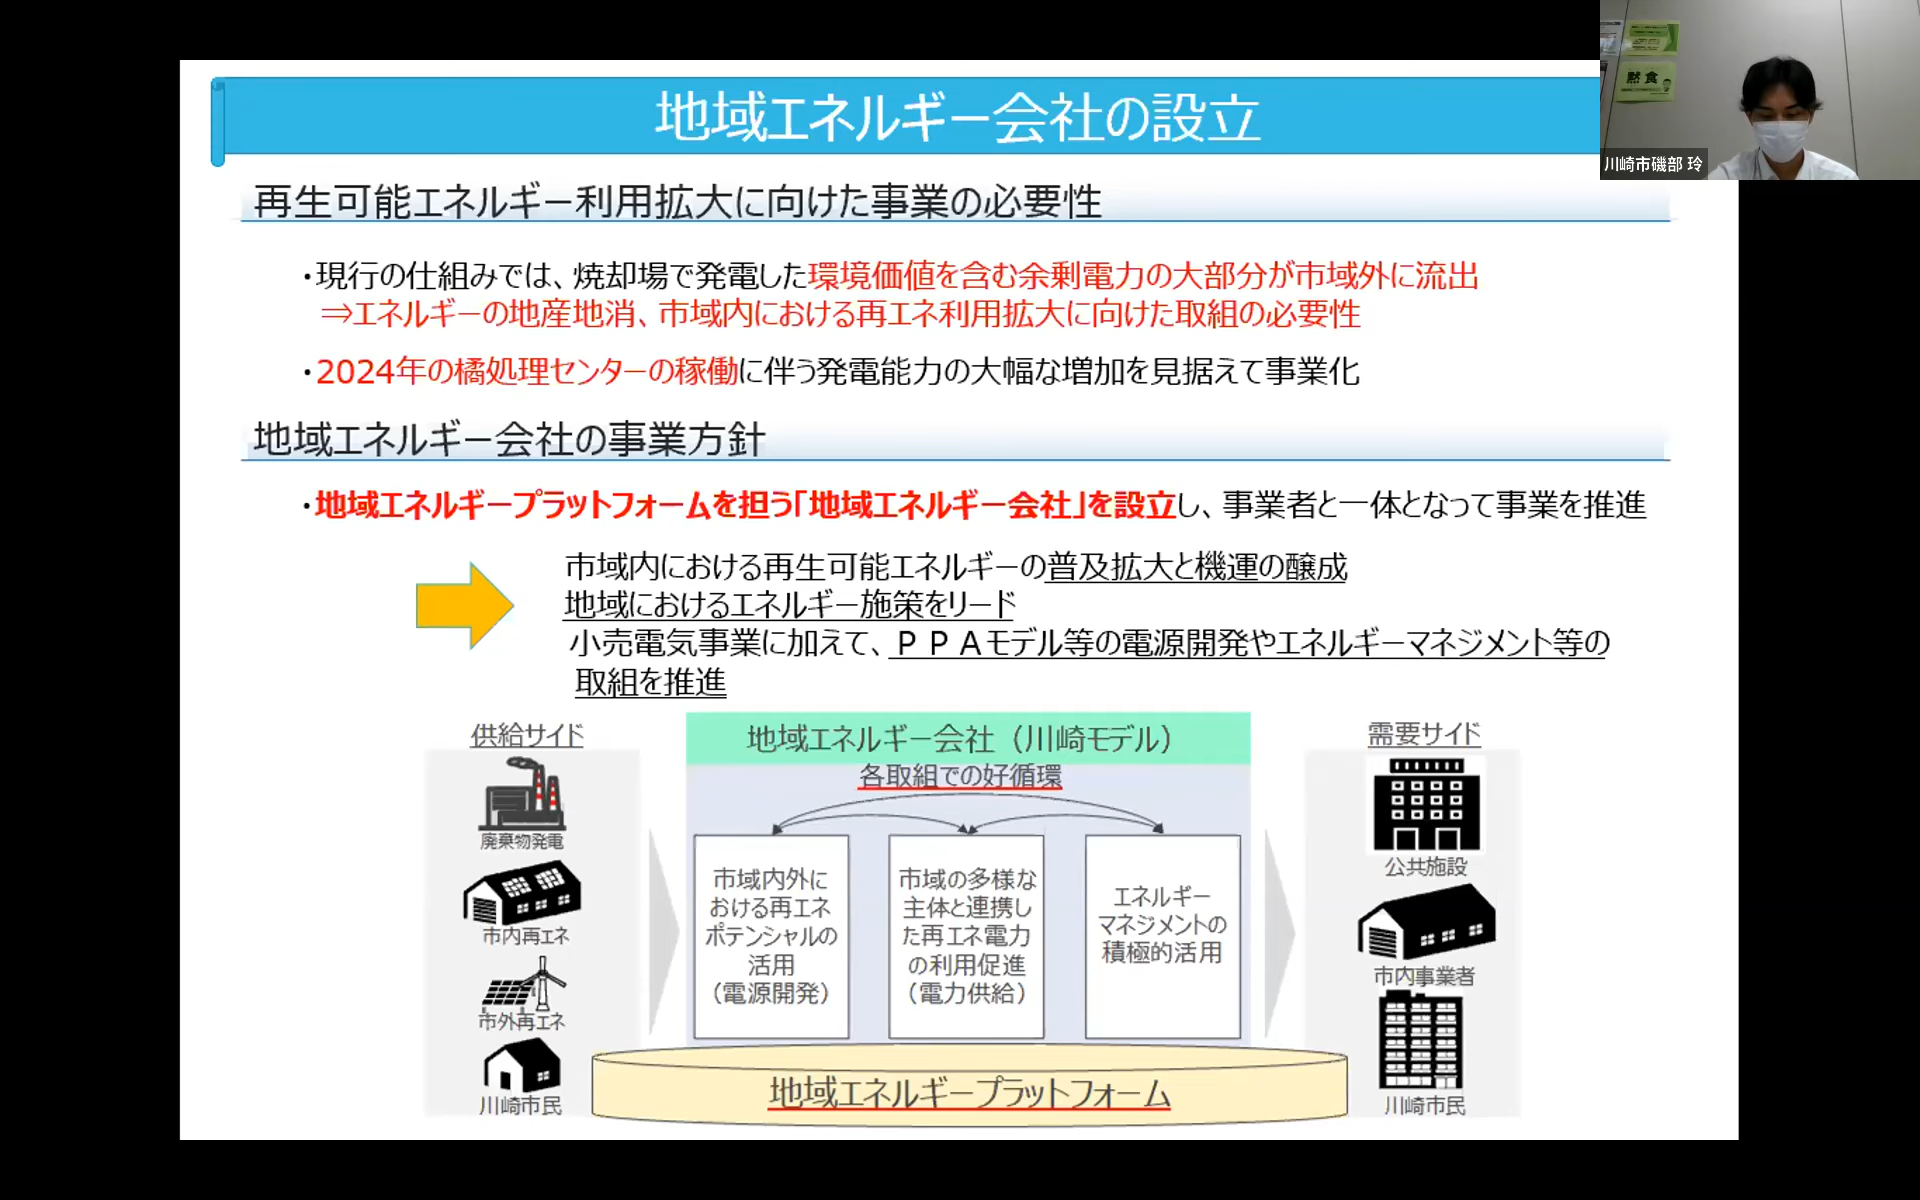 地域エネルギー会社の設立
黙食
川崎市磯部 玲
再生可能エネルギー利用拡大に向けた事業の必要性
・現行の仕組みでは、焼却場で発電した環境価値を含む余剰電力の大部分が市域外に流出
⇒エネルギーの地産地消、市域内における再エネ利用拡大に向けた取組の必要性
・2024年の橘処理センターの稼働に伴う発電能力の大幅な増加を見据えて事業化
地域エネルギー会社の事業方針
・地域エネルギープラットフォームを担う「地域エネルギー会社」を設立し、事業者と一体となって事業を推進
市域内における再生可能エネルギーの普及拡大と機運の醸成
地域におけるエネルギー施策をリード
小売電気事業に加えて、ＰＰＡモデル等の電源開発やエネルギーマネジメント等の
取組を推進
供給サイド
廃棄物発電
市内再エネ
市外再エネ
川崎市民
地域エネルギー会社（川崎モデル）
各取組での好循環
市域内外に
おける再エネ
ポテンシャルの
活用
（電源開発）
市域の多様な
主体と連携し
た再エネ電力
の利用促進
（電力供給）
エネルギー
マネジメントの
積極的活用
地域エネルギープラットフォーム
需要サイド
公共施設
市内事業者
川崎市民